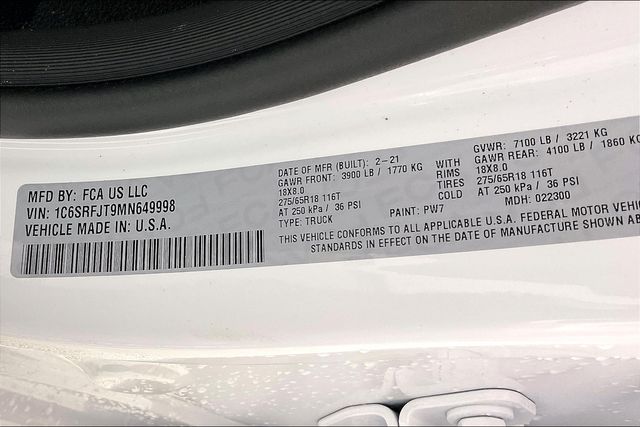 MFD BY: FCA US LLC
VIN: 1C6SRFJT9MN649998
VEHICLE MADE IN: U.S.A.
DATE OF MFR (BUILT): 2-21
GAWR FRONT: 3900 LB / 1770 KG
18X8.0
275/65R18 116T
AT 250 kPa / 36 PSI
TYPE: TRUCK
WITH
RIMS
TIRES
COLD
GVWR: 7100 LB / 3221 KG
GAWR REAR: 4100 LB / 1860 KG
18X8.0
275/65R18 116T
AT 250 kPa / 36 PSI
PAINT: PW7
MDH: 022300
THIS VEHICLE CONFORMS TO ALL APPLICABLE U.S.A. FEDERAL MOTOR VEHI
STANDARDS IN EFFECT ON THE DATE OF MANUFACTURE SHOWN AB